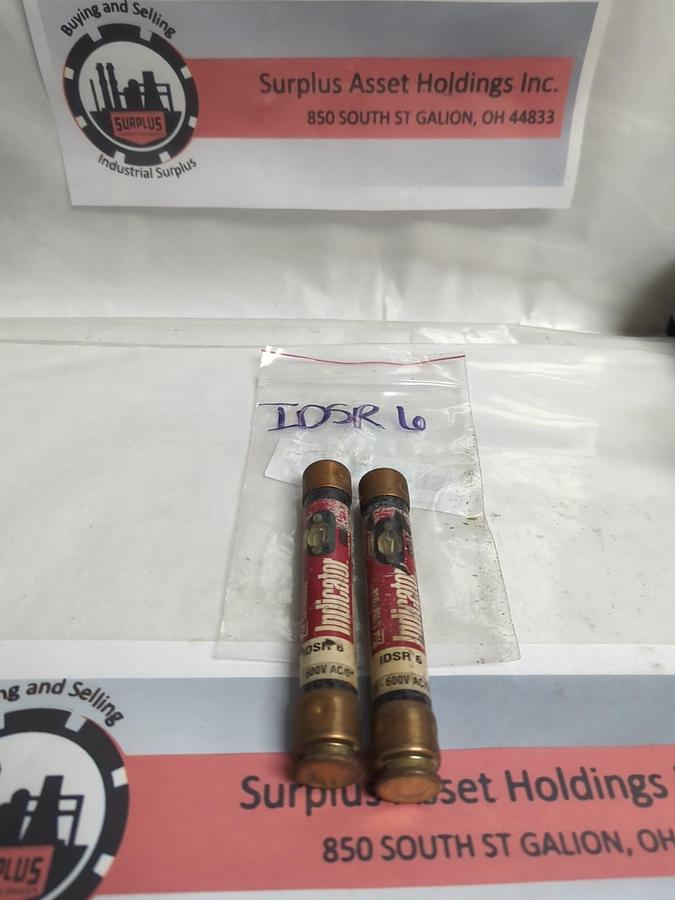 Buying and Selling
SURPLUS
Industrial Surplus
Surplus Asset Holdings Inc.
850 SOUTH ST GALION, OH 44833
IDSR 6
Indicator
IDSR 6
600V AC/D
Indicator
IDSR 6
- 600V AC/
ng and Selling
PLUS
Surplus Asset Holdings
850 SOUTH ST GALION, OH